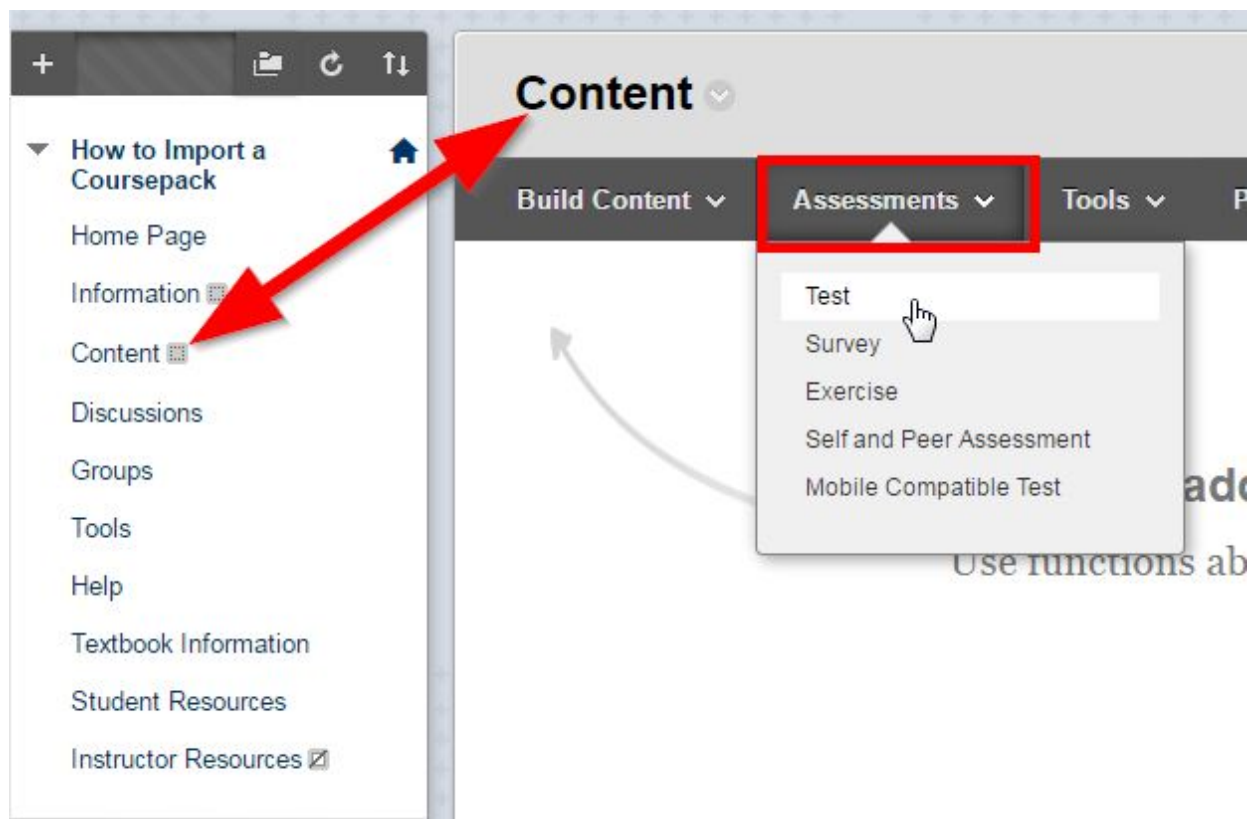 How to Import a
Coursepack
Home Page
Information
Content
Discussions
Groups
Tools
Help
Textbook Information
Student Resources
Instructor Resources
Content
Build Content
Assessments
Tools
P
Test
Survey
Exercise
Self and Peer Assessment
Mobile Compatible Test
add
Use functions ab